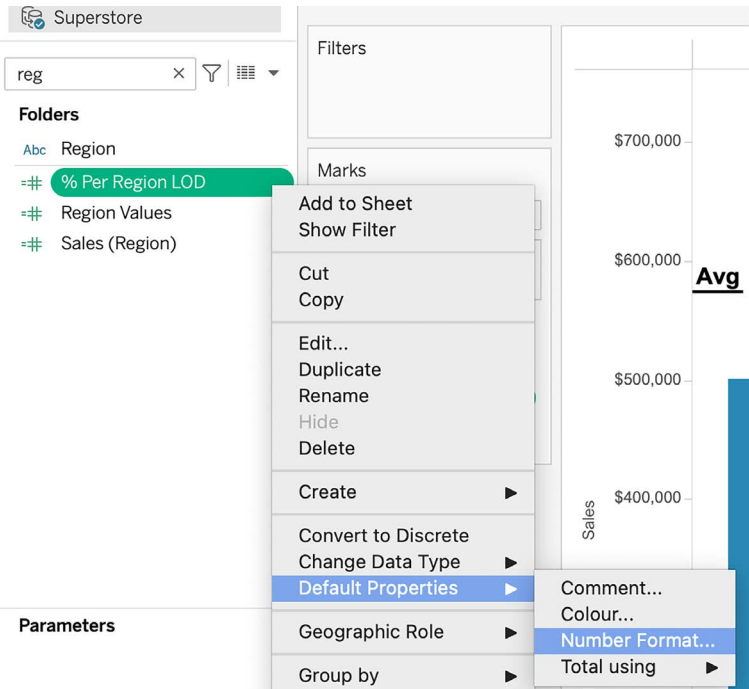 Superstore
reg
Folders
Abc Region
=# % Per Region LOD
=# Region Values
=# Sales (Region)
Parameters
Filters
Marks
Add to Sheet
Show Filter
Cut
Copy
Edit...
Duplicate
Rename
Hide
Delete
Create
Convert to Discrete
Change Data Type
Default Properties
Geographic Role
Group by
Comment...
Colour...
Number Format...
Total using
$700,000
$600,000
Avg
$500,000
$400,000
Sales